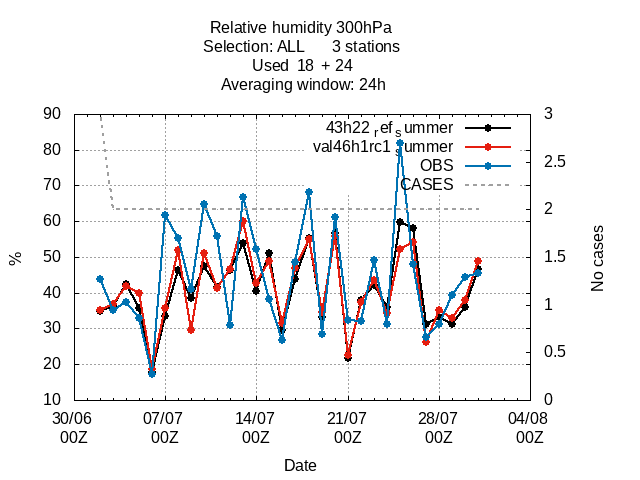 Relative humidity 300hPa
Selection: ALL 3 stations
Used 18 + 24
Averaging window: 24h
43h22refsummer
val46h1rc1summer
OBS
CASES
90
80
70
60
50
40
30
20
10
%
3
2.5
2
1.5
1
0.5
0
No cases
30/06 07/07 14/07 21/07 28/07 04/08
00Z 00Z 00Z 00Z 00Z 00Z
Date